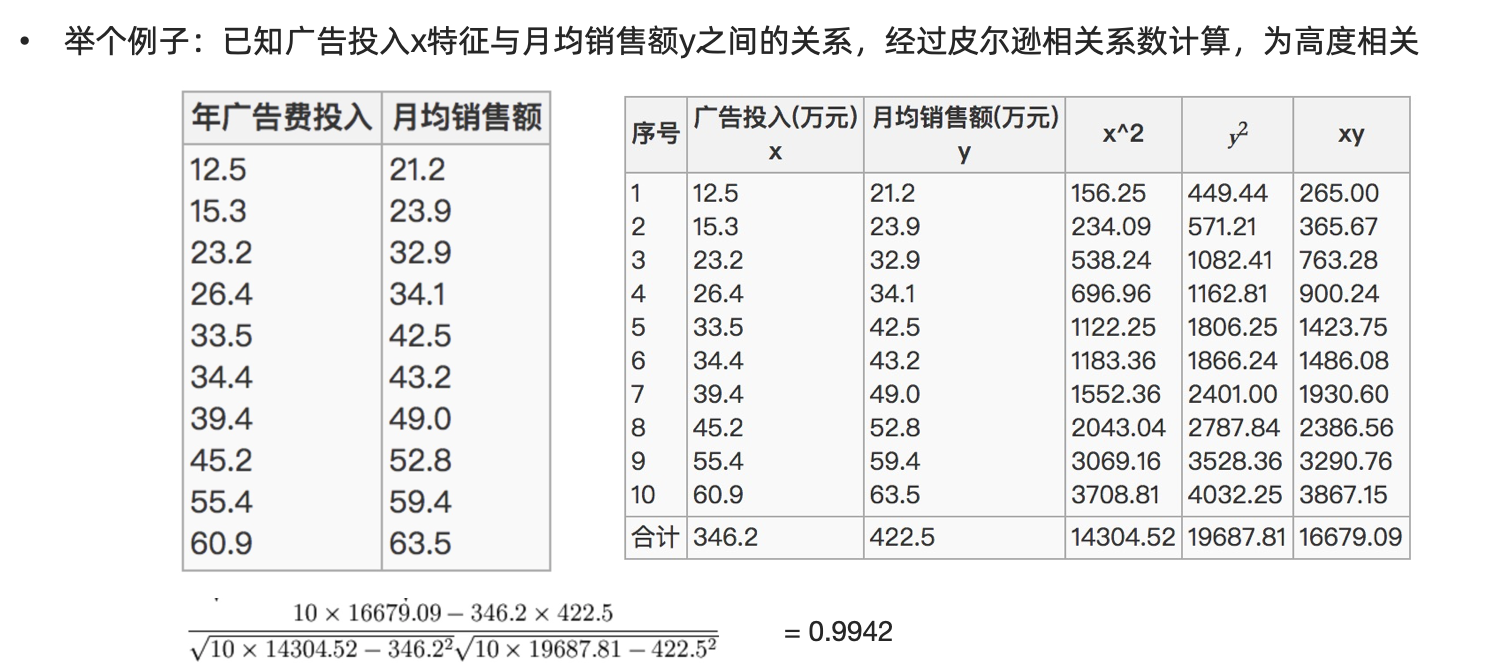 • 举个例子：已知广告投入x特征与月均销售额y之间的关系，经过皮尔逊相关系数计算，为高度相关
年广告费投入 月均销售额
12.5 21.2
15.3 23.9
23.2 32.9
26.4 34.1
33.5 42.5
34.4 43.2
39.4 49.0
45.2 52.8
55.4 59.4
60.9 63.5
序号 广告投入(万元) x 月均销售额(万元) y x^2 y² xy
1 12.5 21.2 156.25 449.44 265.00
2 15.3 23.9 234.09 571.21 365.67
3 23.2 32.9 538.24 1082.41 763.28
4 26.4 34.1 696.96 1162.81 900.24
5 33.5 42.5 1122.25 1806.25 1423.75
6 34.4 43.2 1183.36 1866.24 1486.08
7 39.4 49.0 1552.36 2401.00 1930.60
8 45.2 52.8 2043.04 2787.84 2386.56
9 55.4 59.4 3069.16 3528.36 3290.76
10 60.9 63.5 3708.81 4032.25 3867.15
合计 346.2 422.5 14304.52 19687.81 16679.09
10 × 16679.09 − 346.2 × 422.5
√10 × 14304.52 − 346.2²√10 × 19687.81 − 422.5²
= 0.9942